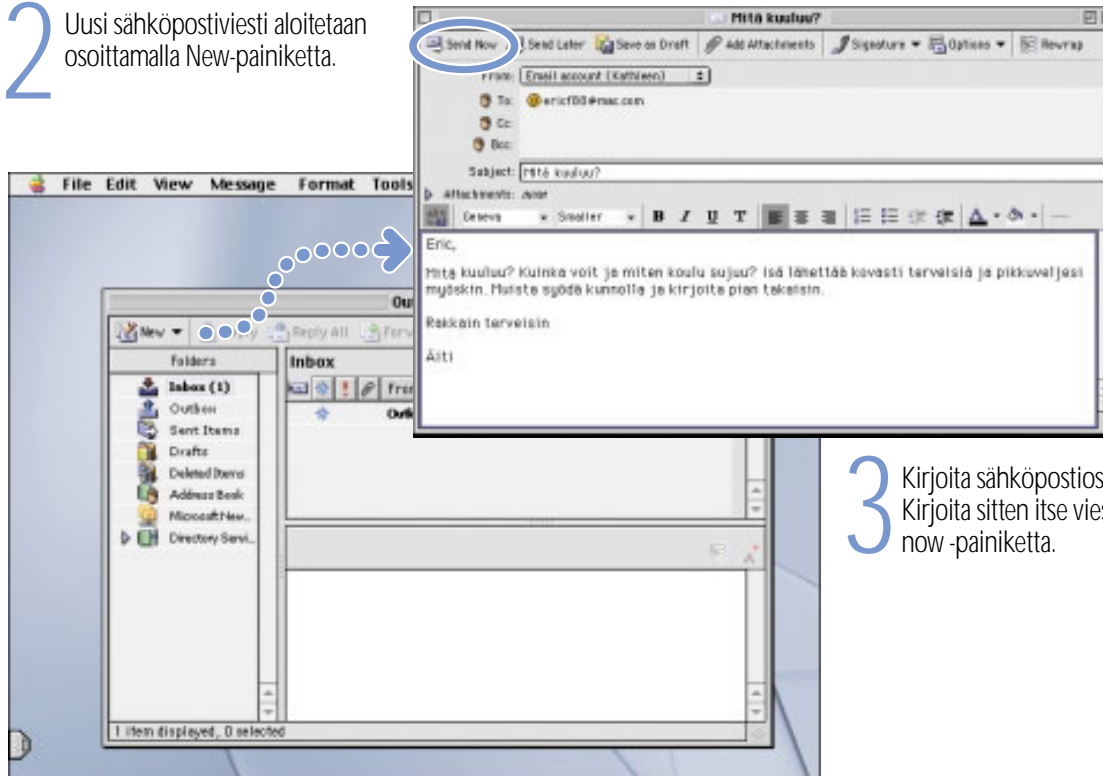 2
Uusi sähköpostiviesti aloitetaan
osoittamalla New-painiketta.
Mitä kuuluu?
Send Now Send Later Save as Draft Add Attachments Signature Options Rewrap
From: Email account (Kathleen)
To:
Cc:
Bcc:
Subject: Mitä kuuluu?
Attachments: none
Geneva Smaller B I U T
Eric,
Mitä kuuluu? Kuinka voit ja miten koulu sujuu? Isä lähettää kovasti terveisiä ja pikkuveljesi
myöskin. Muista syödä kunnolla ja kirjoita pian takaisin.
Rakkain terveisin
Äiti
File Edit View Message Format Tools
Ou
New Reply All Forw
Folders
Inbox
Inbox (1)
Outbox
Sent Items
Drafts
Deleted Items
Address Book
Microsoft New...
Directory Servi...
1 item displayed, 0 selected
3
Kirjoita sähköpostios
Kirjoita sitten itse vies
now -painiketta.